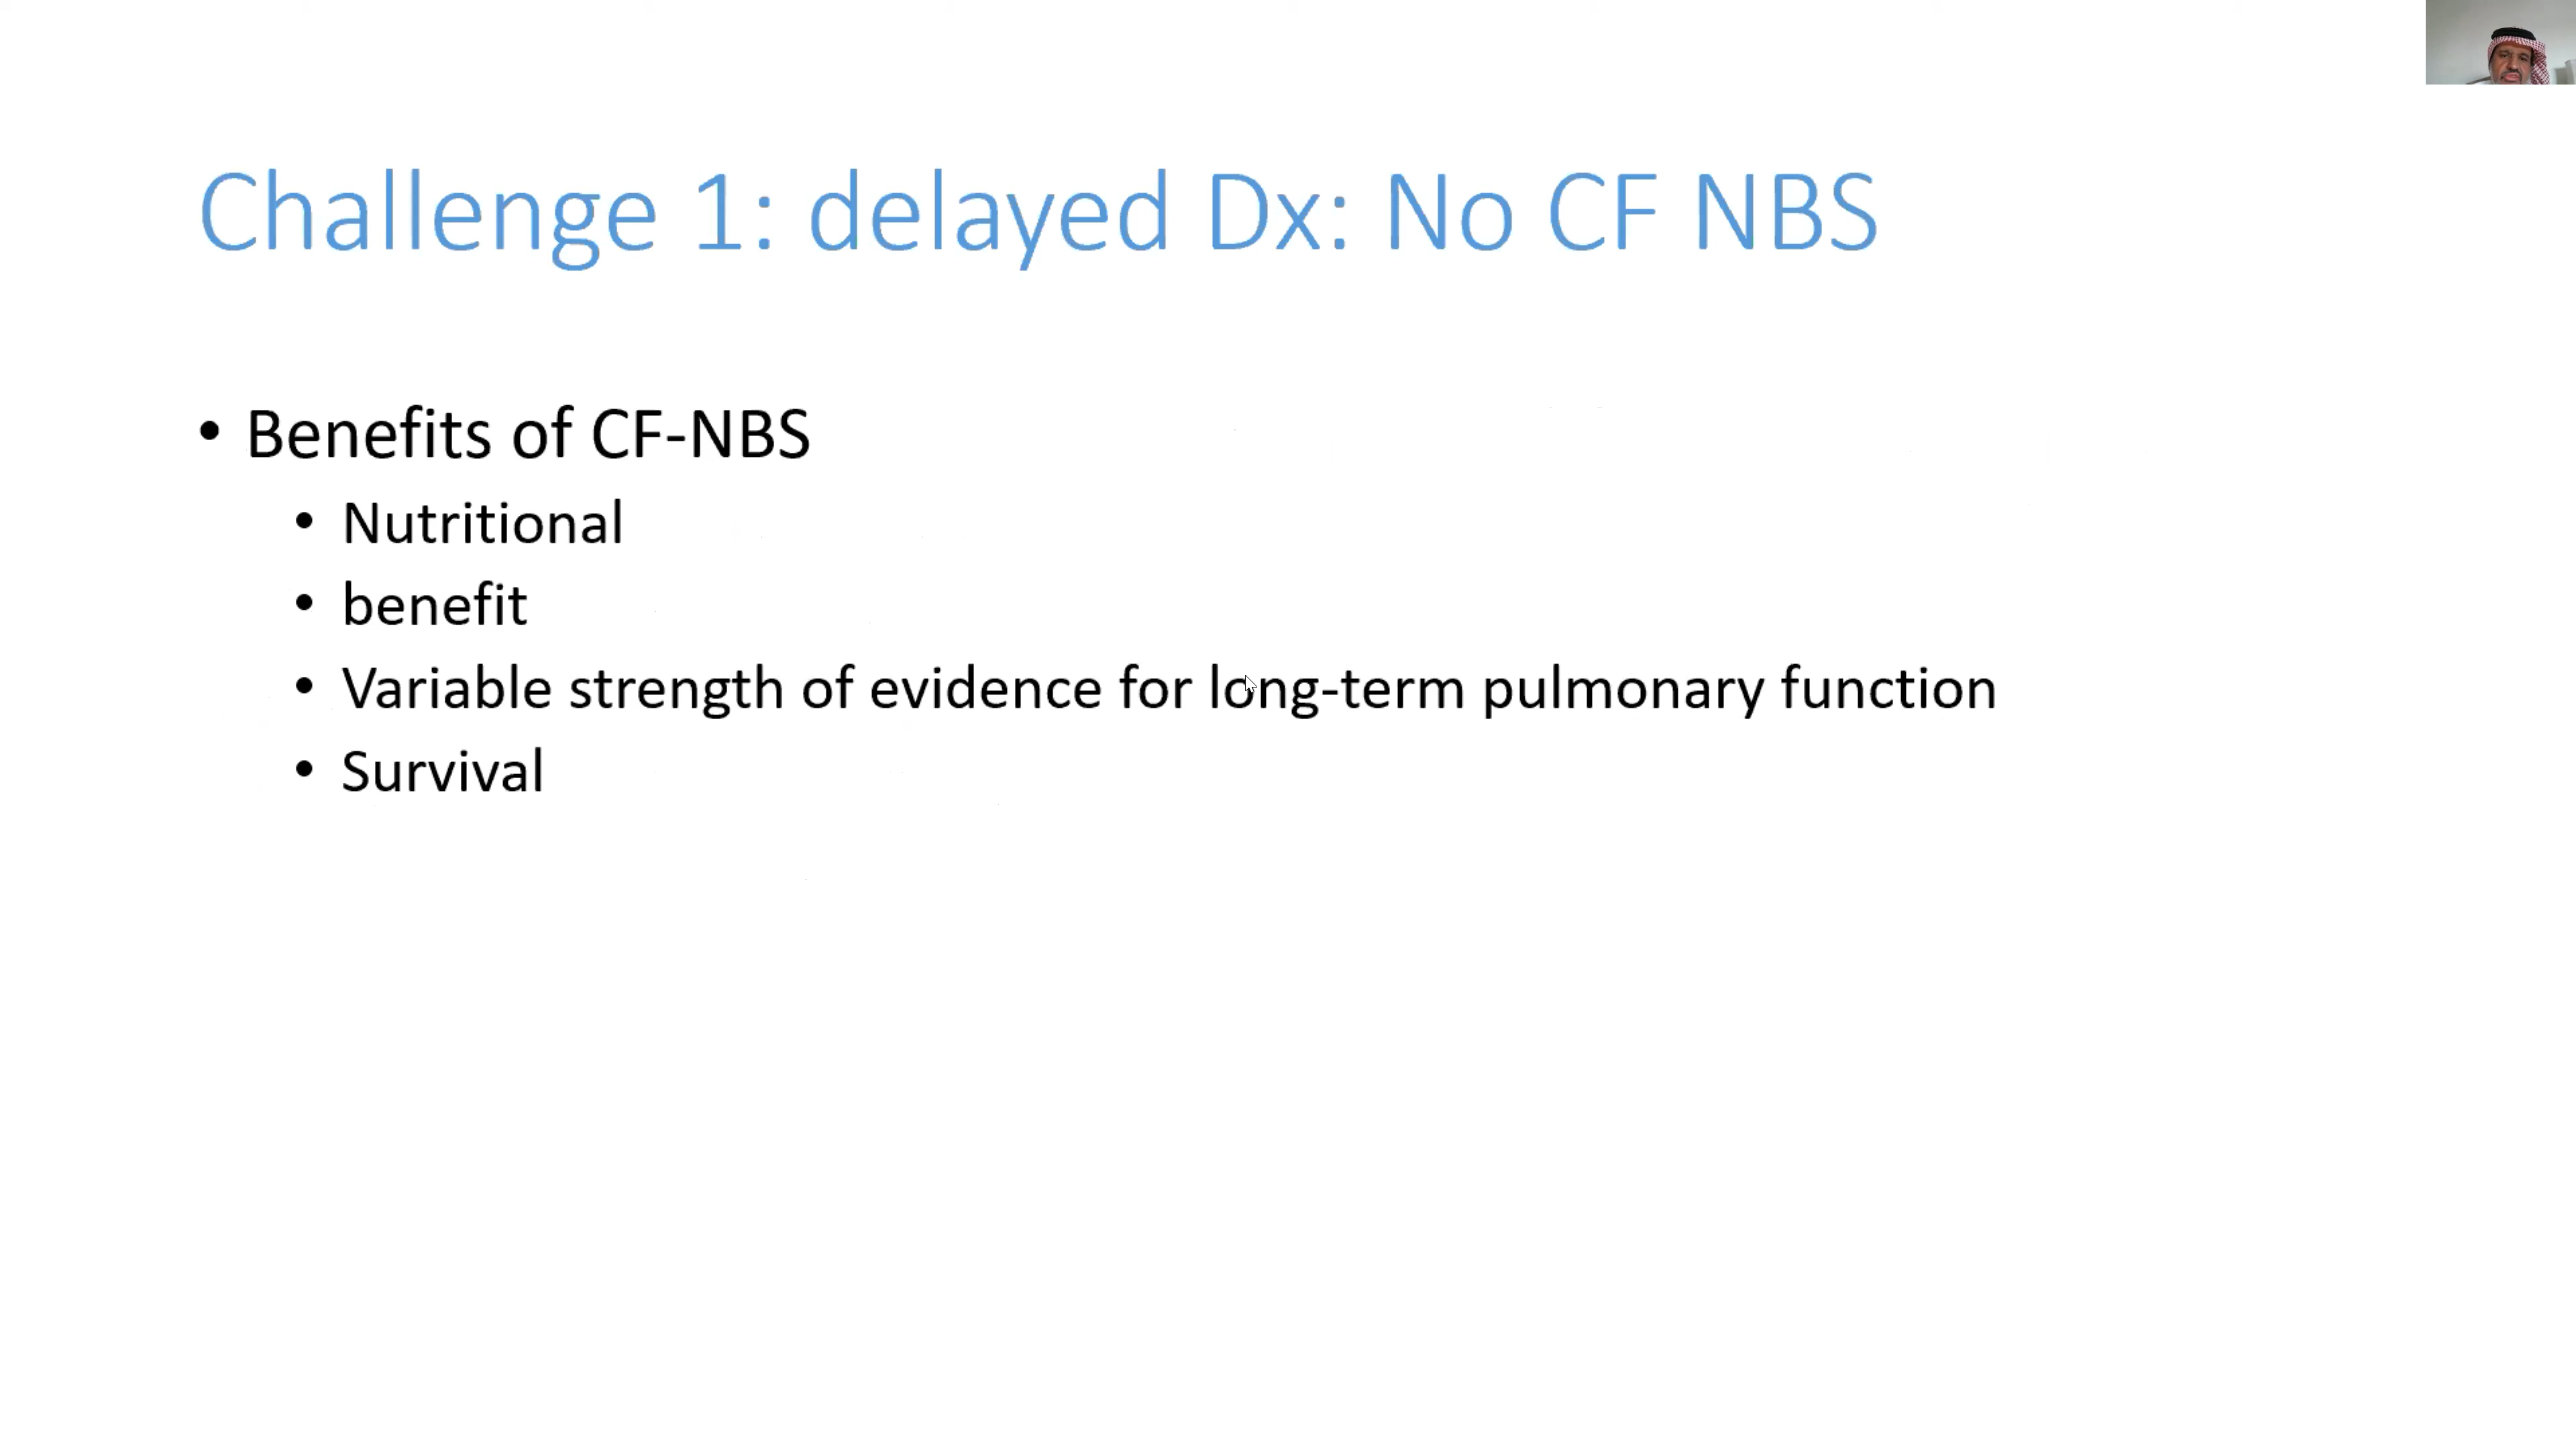 Challenge 1: delayed Dx: No CF NBS
• Benefits of CF-NBS
• Nutritional
• benefit
• Variable strength of evidence for long-term pulmonary function
• Survival